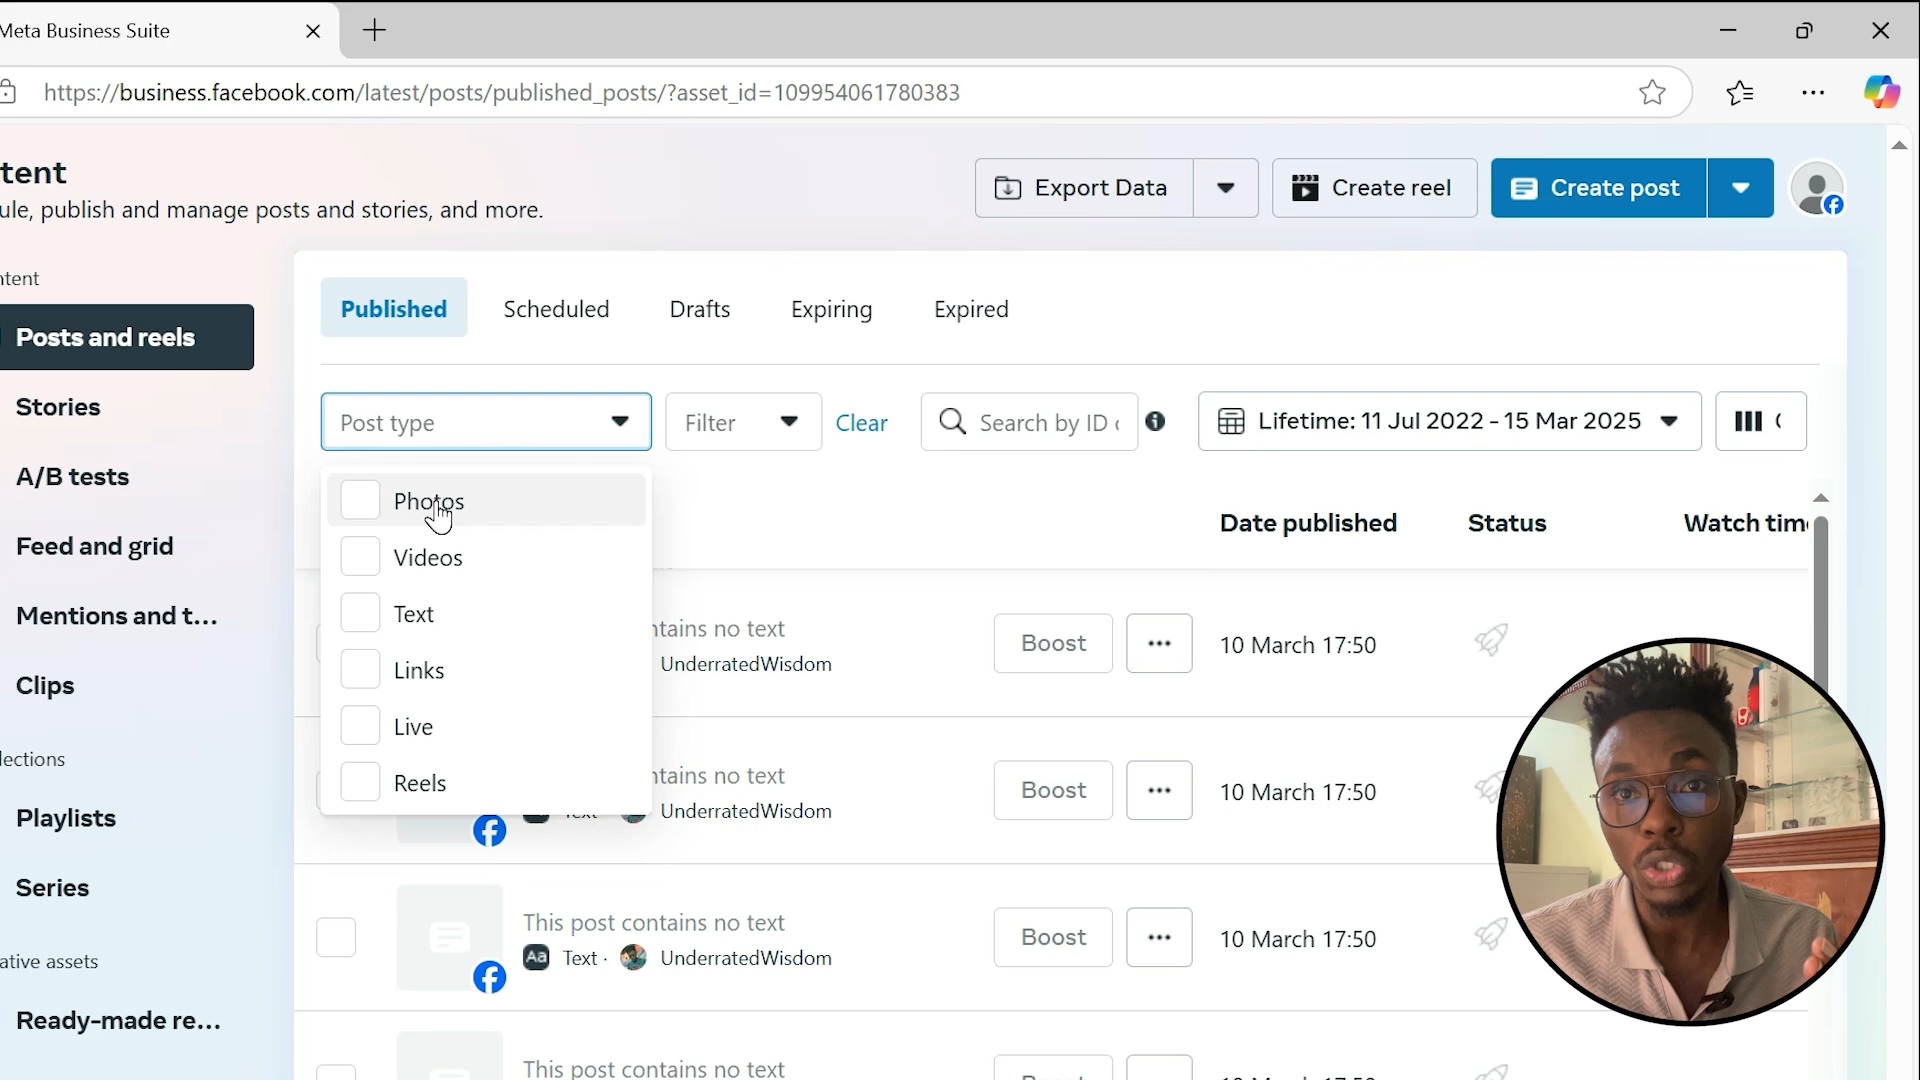 Meta Business Suite
https://business.facebook.com/latest/posts/published_posts/?asset_id=109954061780383
tent
ule, publish and manage posts and stories, and more.
Export Data
Create reel
Create post
ntent
Posts and reels
Stories
A/B tests
Feed and grid
Mentions and t...
Clips
lections
Playlists
Series
ative assets
Ready-made re...
Published Scheduled Drafts Expiring Expired
Post type
Filter
Clear
Search by ID
Lifetime: 11 Jul 2022 - 15 Mar 2025
Photos
Videos
Text
Links
Live
Reels
Date published Status Watch tim
ntains no text
UnderratedWisdom
Boost
10 March 17:50
ntains no text
UnderratedWisdom
Boost
10 March 17:50
This post contains no text
Aa Text · UnderratedWisdom
Boost
10 March 17:50
This post contains no text